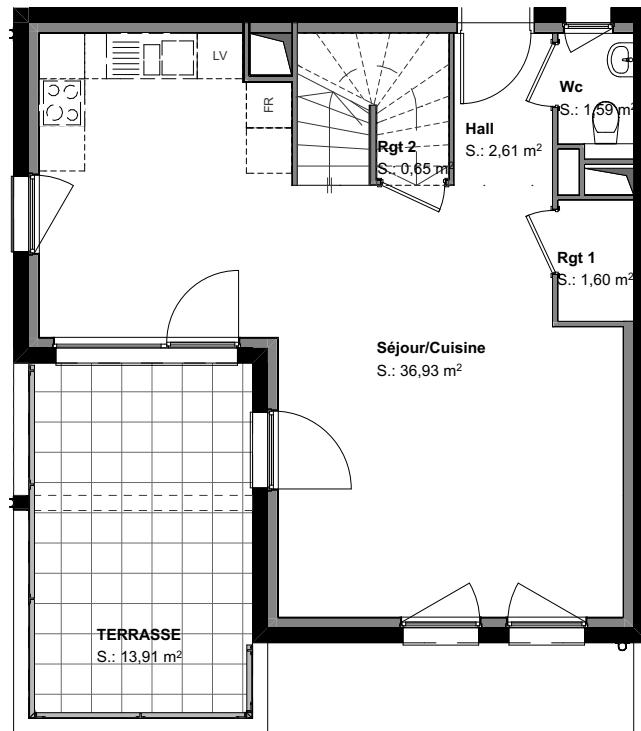 LV
FR
Wc
S.: 1,59 m²
Hall
S.: 2,61 m²
Rgt 2
S.: 0,65 m²
Rgt 1
S.: 1,60 m²
Séjour/Cuisine
S.: 36,93 m²
TERRASSE
S.: 13,91 m²